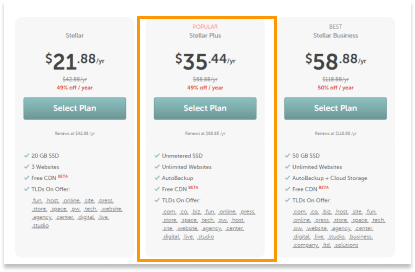 Stellar
$21.88/yr
$42.88/yr
49% off / year
Select Plan
Renews at $42.88 /yr
20 GB SSD
3 Websites
Free CDN BETA
TLDs On Offer:
.fun, .host, .online, .site, .press,
.store, .space, .pw, .tech, .website,
.agency, .center, .digital, .live,
.studio
POPULAR
Stellar Plus
$35.44/yr
$68.88/yr
49% off / year
Select Plan
Renews at $68.88 /yr
Unmetered SSD
Unlimited Websites
AutoBackup
Free CDN BETA
TLDs On Offer:
.com, .co, .biz, .fun, .online, .press,
.store, .space, .tech, .pw, .host,
.site, .website, .agency, .center,
.digital, .live, .studio
BEST
Stellar Business
$58.88/yr
$118.88/yr
50% off / year
Select Plan
Renews at $118.88 /yr
50 GB SSD
Unlimited Websites
AutoBackup + Cloud Storage
Free CDN BETA
TLDs On Offer:
.com, .co, .biz, .host, .site, .fun,
.online, .press, .store, .space, .tech,
.pw, .website, .agency, .center,
.digital, .live, .studio, .business,
.company, .ltd, .solutions